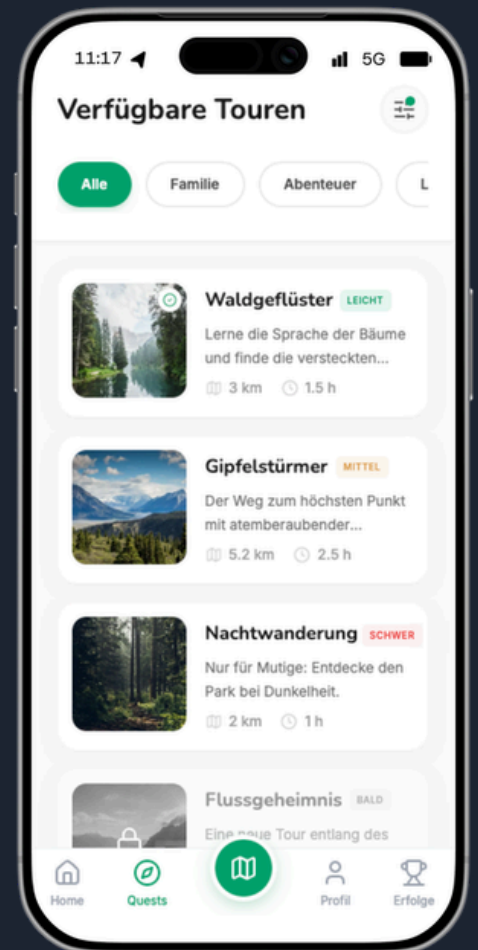 11:17 5G
Verfügbare Touren
Alle Familie Abenteuer L
Waldgeflüster LEICHT
Lerne die Sprache der Bäume
und finde die versteckten...
3 km 1.5 h
Gipfelstürmer MITTEL
Der Weg zum höchsten Punkt
mit atemberaubender...
5.2 km 2.5 h
Nachtwanderung SCHWER
Nur für Mutige: Entdecke den
Park bei Dunkelheit.
2 km 1 h
Flussgeheimnis BALD
Eine neue Tour entlang des
Home Quests Profil Erfolge